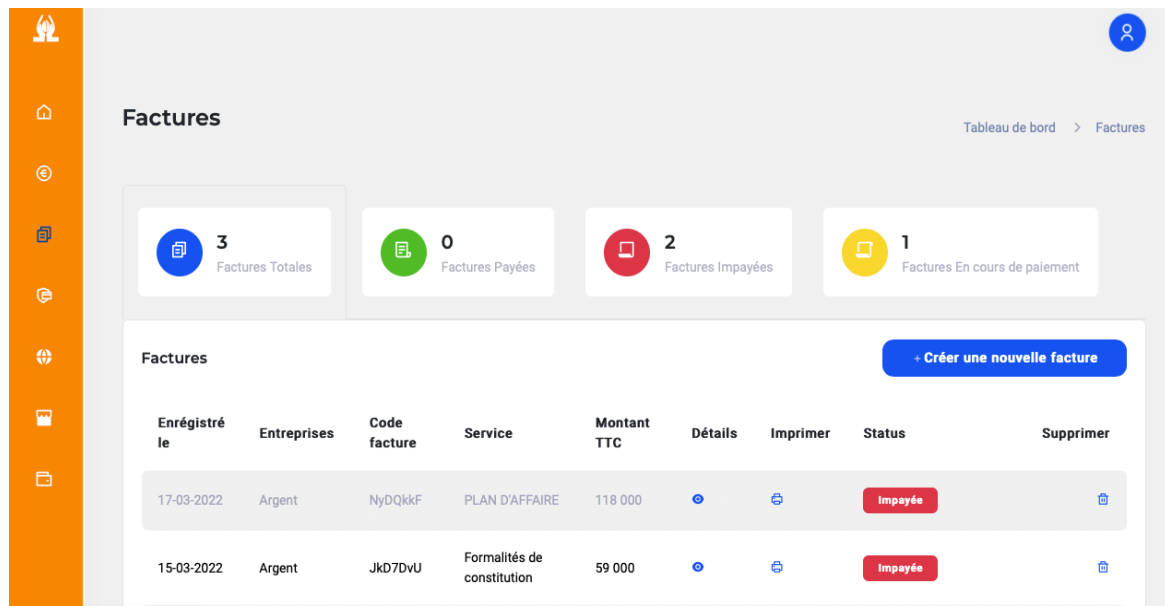 Factures
Tableau de bord > Factures
3
Factures Totales
0
Factures Payées
2
Factures Impayées
1
Factures En cours de paiement
Factures
+ Créer une nouvelle facture
Enrégistré le Entreprises Code facture Service Montant TTC Détails Imprimer Status Supprimer
17-03-2022 Argent NyDQkkF PLAN D'AFFAIRE 118 000 Impayée
15-03-2022 Argent JkD7DvU Formalités de constitution 59 000 Impayée